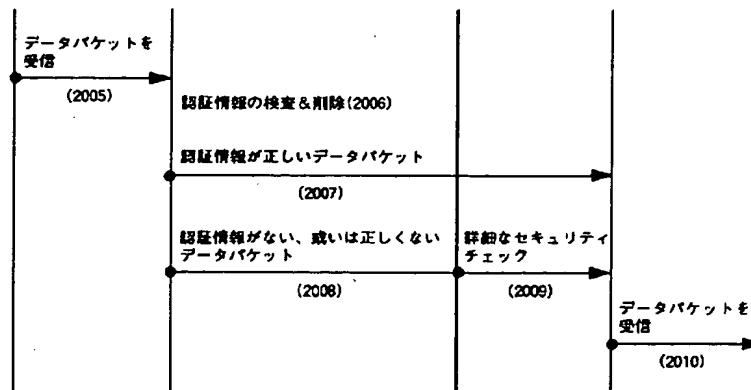 データパケットを
受信
(2005)
認証情報の検査&削除(2006)
認証情報が正しいデータパケット
(2007)
認証情報がない、或いは正しくない
データパケット
(2008)
詳細なセキュリティ
チェック
(2009)
データパケットを
受信
(2010)